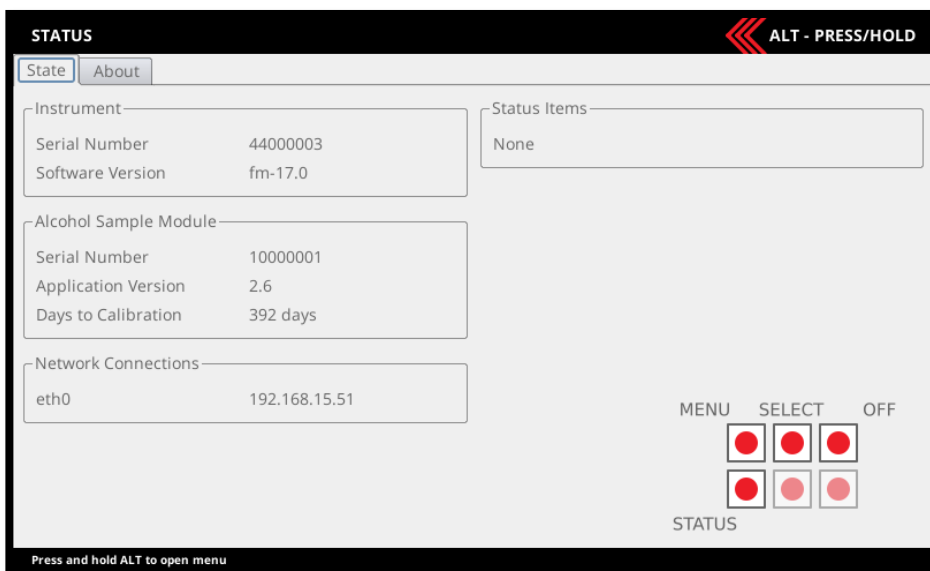 STATUS
ALT - PRESS/HOLD
State About
Instrument
Serial Number 44000003
Software Version fm-17.0
Alcohol Sample Module
Serial Number 10000001
Application Version 2.6
Days to Calibration 392 days
Network Connections
eth0 192.168.15.51
Status Items
None
MENU SELECT OFF
STATUS
Press and hold ALT to open menu